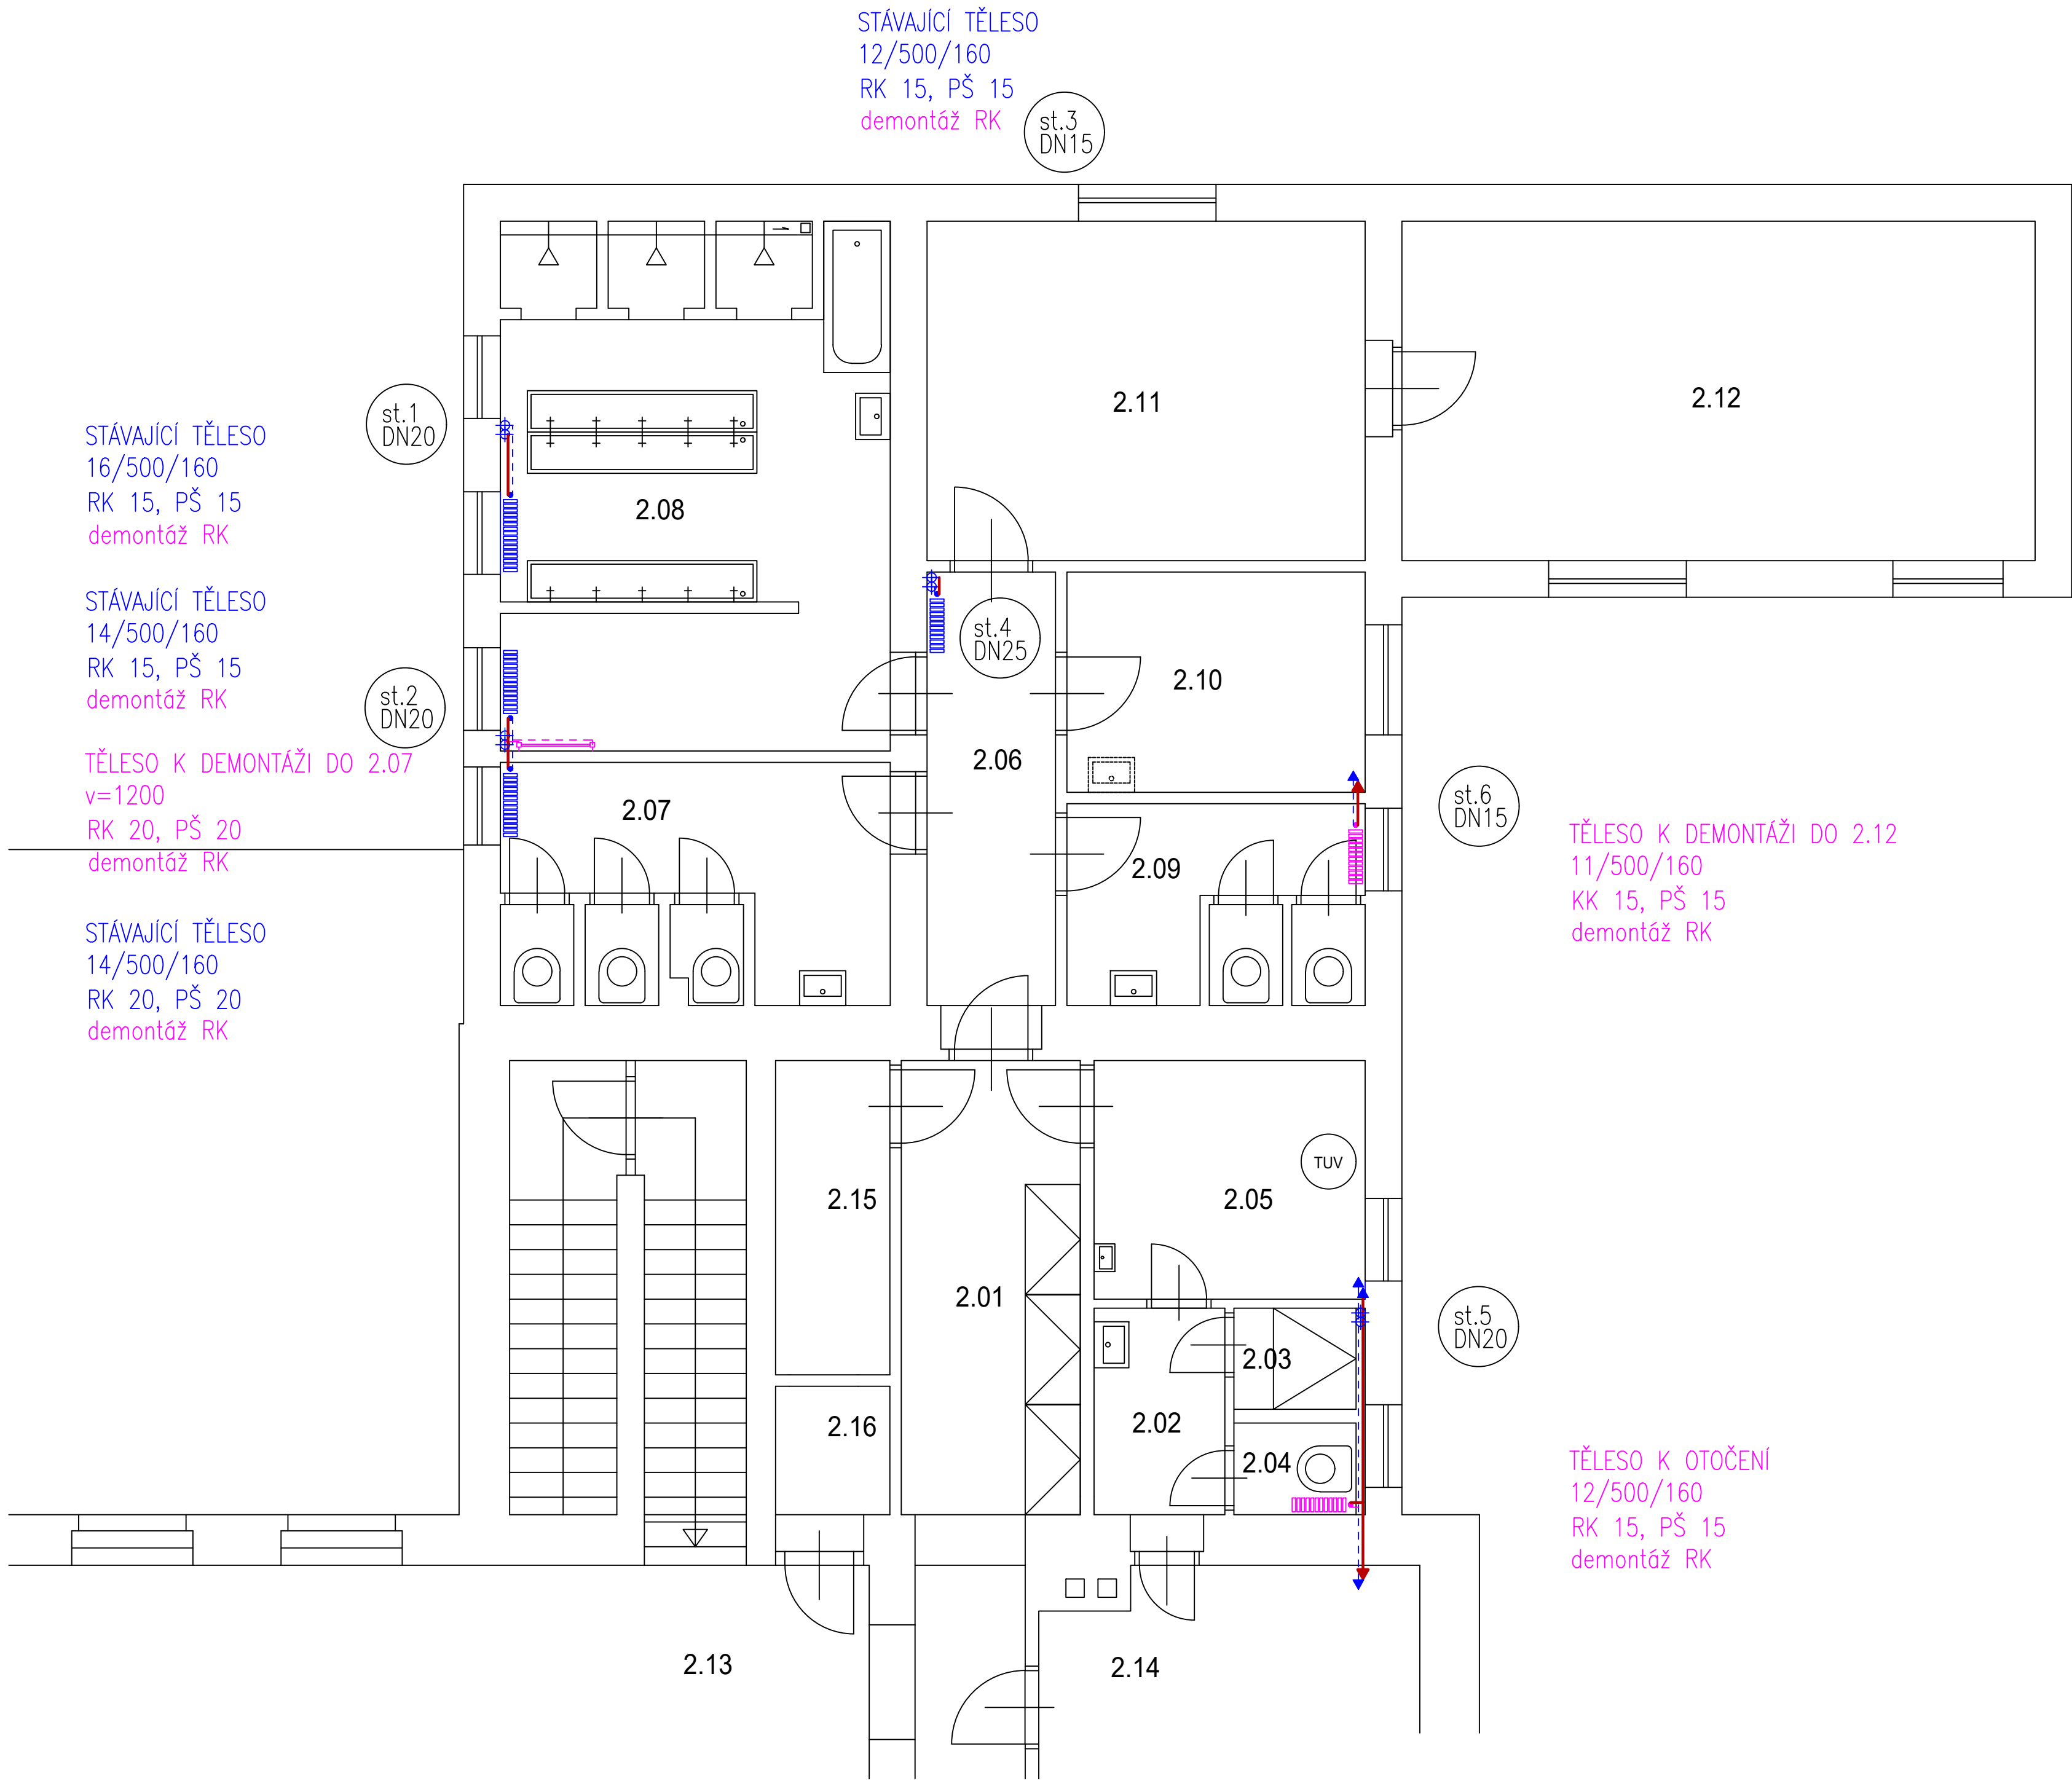 STÁVAJÍCÍ TĚLESO
12/500/160
RK 15, PŠ 15
demontáž RK
st.3
DN15
st.1
DN20
STÁVAJÍCÍ TĚLESO
16/500/160
RK 15, PŠ 15
demontáž RK
2.11
2.12
2.08
STÁVAJÍCÍ TĚLESO
14/500/160
RK 15, PŠ 15
demontáž RK
st.4
DN25
st.2
DN20
2.10
TĚLESO K DEMONTÁŽI DO 2.07
v=1200
RK 20, PŠ 20
demontáž RK
2.06
2.07
st.6
DN15
2.09
TĚLESO K DEMONTÁŽI DO 2.12
11/500/160
KK 15, PŠ 15
demontáž RK
STÁVAJÍCÍ TĚLESO
14/500/160
RK 20, PŠ 20
demontáž RK
TUV
2.15
2.05
2.01
st.5
DN20
2.03
2.16
2.02
2.04
TĚLESO K OTOČENÍ
12/500/160
RK 15, PŠ 15
demontáž RK
2.13
2.14